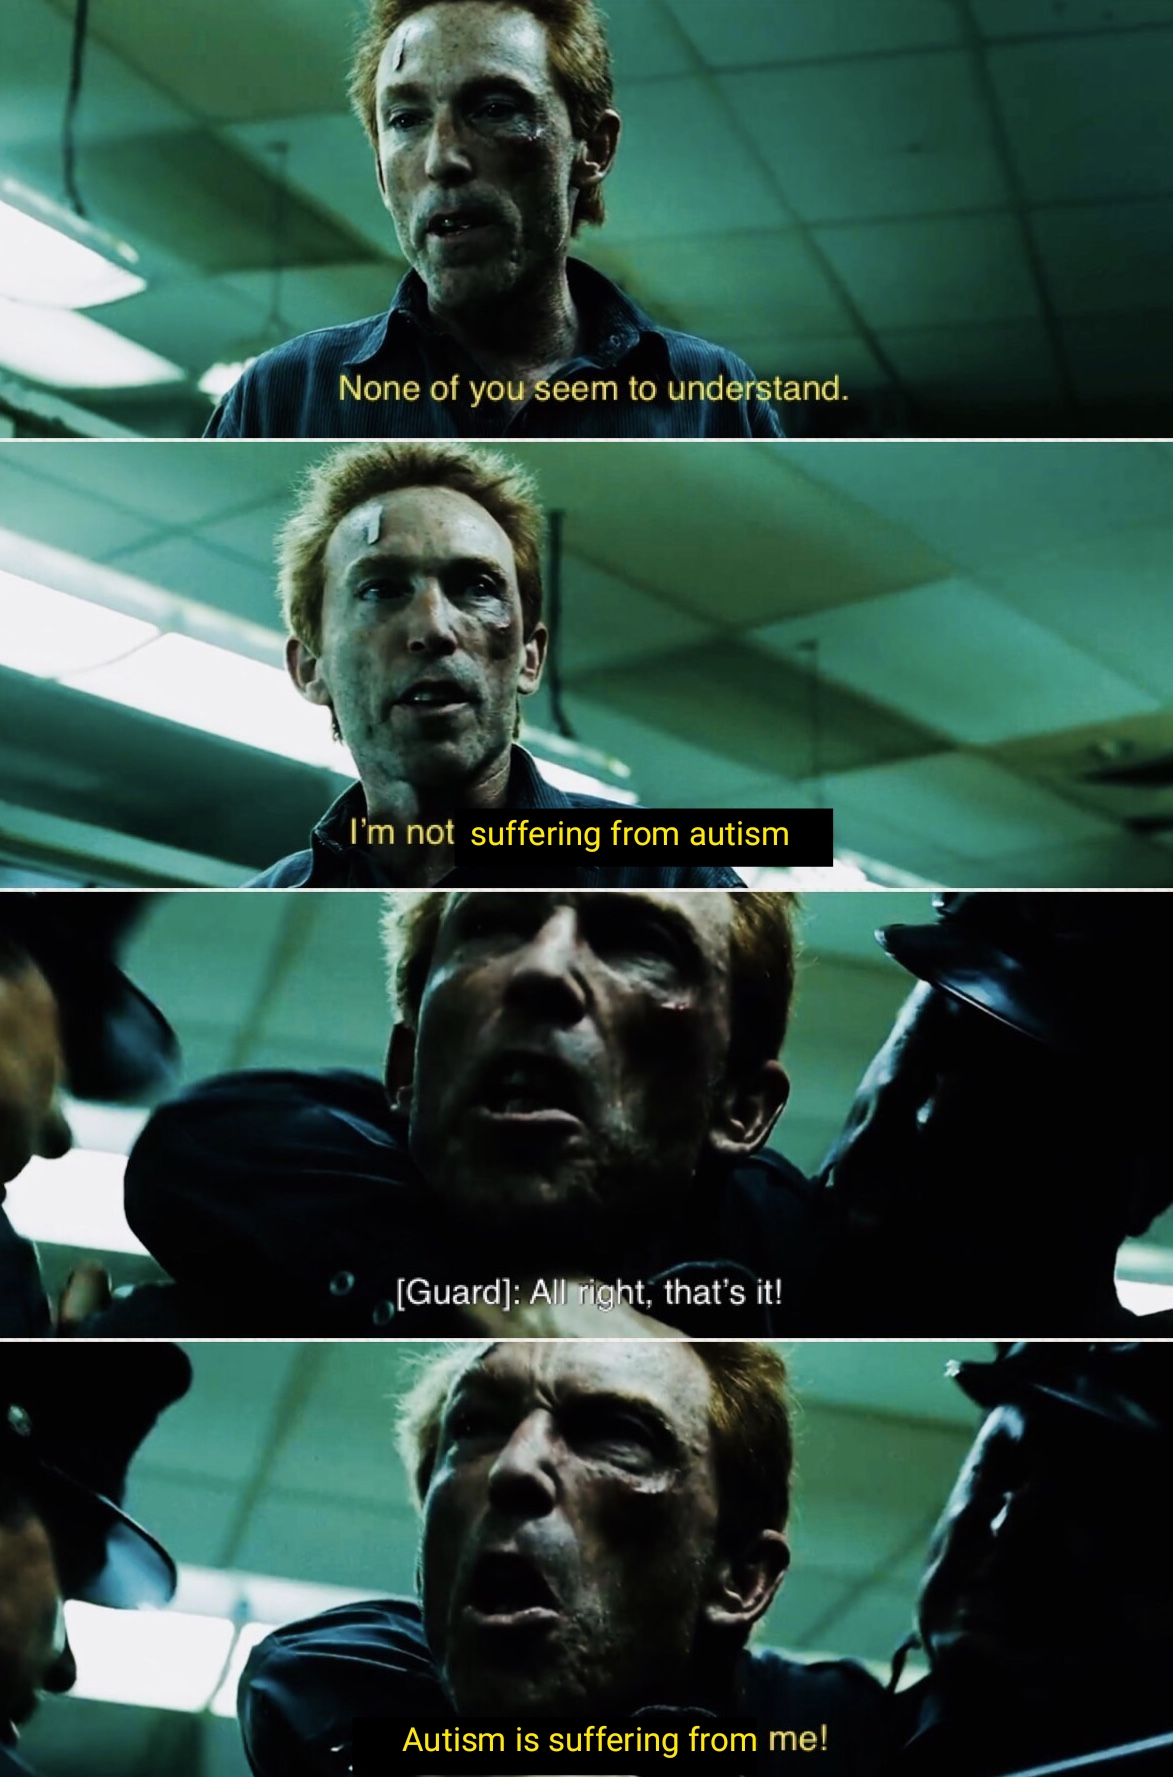 None of you seem to understand.
I'm not suffering from autism
[Guard]: All right, that's it!
Autism is suffering from me!